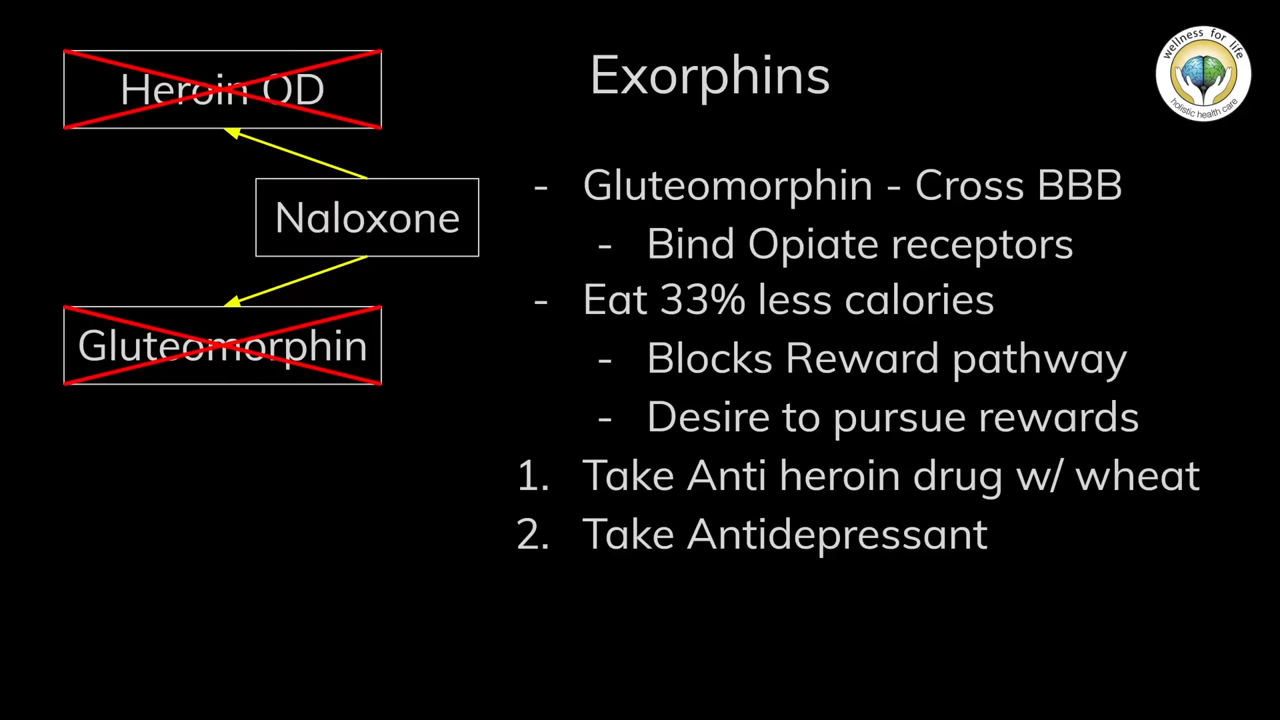 Heroin OD
Naloxone
Gluteomorphin
Exorphins
- Gluteomorphin - Cross BBB
- Bind Opiate receptors
- Eat 33% less calories
- Blocks Reward pathway
- Desire to pursue rewards
1. Take Anti heroin drug w/ wheat
2. Take Antidepressant
wellness for life
holistic health care